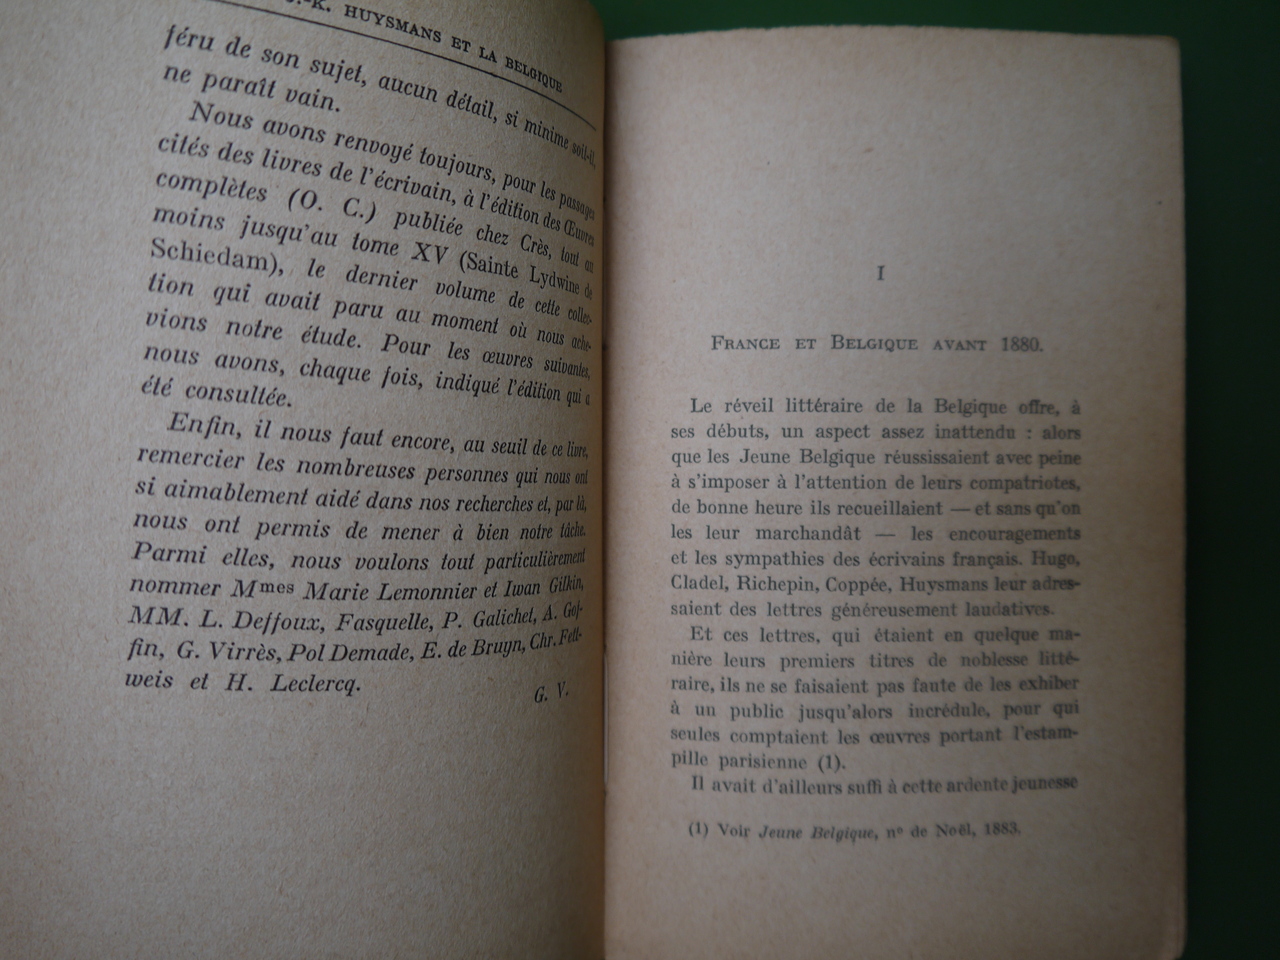 J.-K. HUYSMANS ET LA BELGIQUE
féru de son sujet, aucun détail, si minime soit-il,
ne paraît vain.
Nous avons renvoyé toujours, pour les passages
cités des livres de l'écrivain, à l'édition des Œuvres
complètes (O. C.) publiée chez Crès, tout au
moins jusqu'au tome XV (Sainte Lydwine de
Schiedam), le dernier volume de cette collec-
tion qui avait paru au moment où nous ache-
vions notre étude. Pour les œuvres suivantes,
nous avons, chaque fois, indiqué l'édition qui a
été consultée.
Enfin, il nous faut encore, au seuil de ce livre,
remercier les nombreuses personnes qui nous ont
si aimablement aidé dans nos recherches et, par là,
nous ont permis de mener à bien notre tâche.
Parmi elles, nous voulons tout particulièrement
nommer Mmes Marie Lemonnier et Iwan Gilkin,
MM. L. Deffoux, Fasquelle, P. Galichet, A. Gof-
fin, G. Virrès, Pol Demade, E. de Bruyn, Chr. Fell-
weis et H. Leclercq.
G. V.
I
FRANCE ET BELGIQUE AVANT 1880.
Le réveil littéraire de la Belgique offre, à
ses débuts, un aspect assez inattendu : alors
que les Jeune Belgique réussissaient avec peine
à s'imposer à l'attention de leurs compatriotes,
de bonne heure ils recueillaient — et sans qu'on
les leur marchandât — les encouragements
et les sympathies des écrivains français. Hugo,
Cladel, Richepin, Coppée, Huysmans leur adres-
saient des lettres généreusement laudatives.
Et ces lettres, qui étaient en quelque ma-
nière leurs premiers titres de noblesse litté-
raire, ils ne se faisaient pas faute de les exhiber
à un public jusqu'alors incrédule, pour qui
seules comptaient les œuvres portant l'estam-
pille parisienne (1).
Il avait d'ailleurs suffi à cette ardente jeunesse
(1) Voir Jeune Belgique, n° de Noël, 1883.